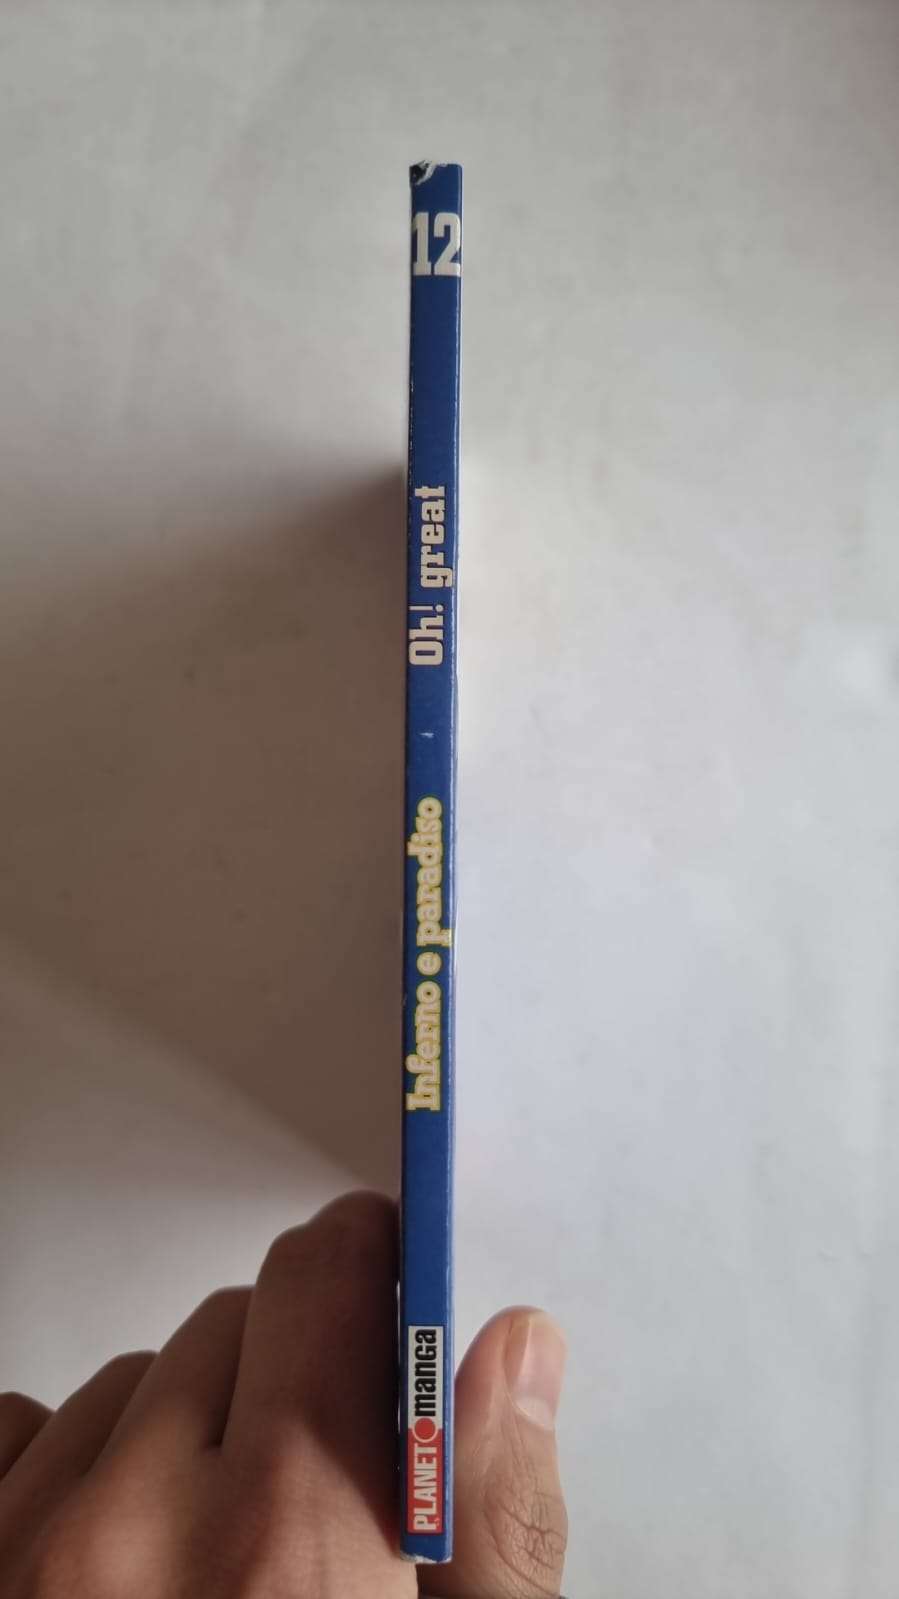 12
Oh! great
Inferno e paradiso
PLANET manga